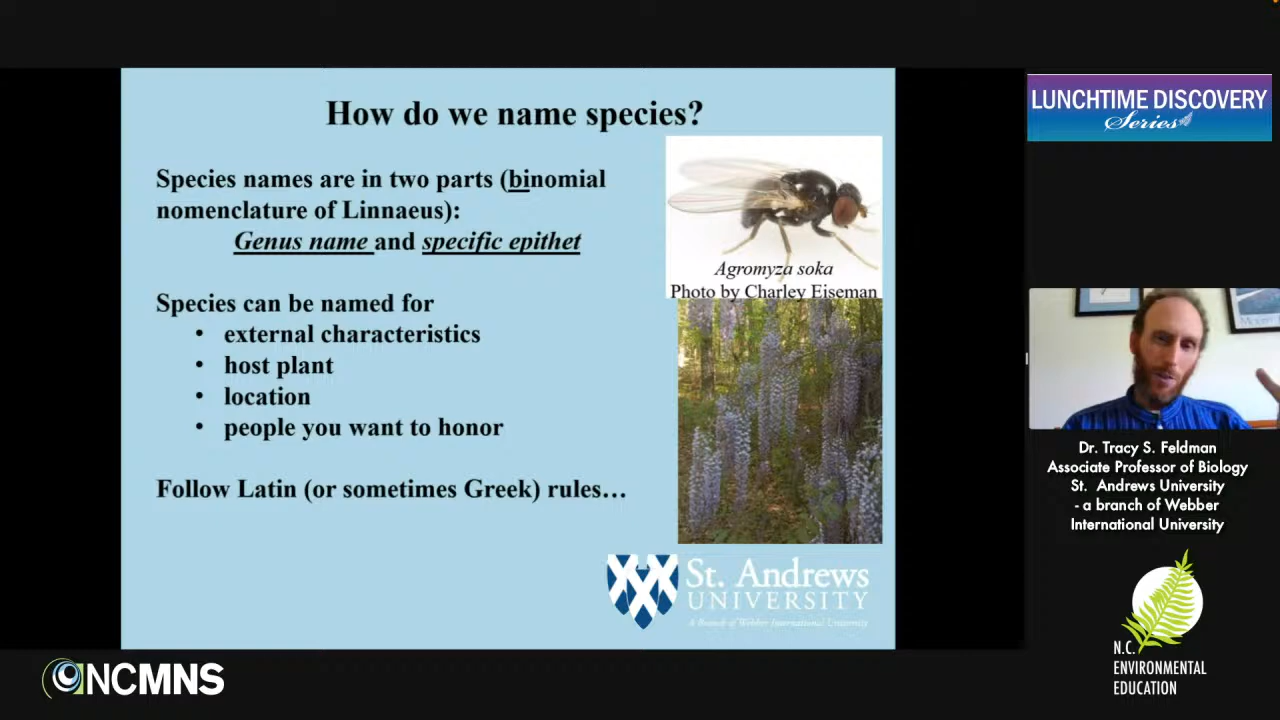 How do we name species?
Species names are in two parts (binomial
nomenclature of Linnaeus):
Genus name and specific epithet
Species can be named for
• external characteristics
• host plant
• location
• people you want to honor
Follow Latin (or sometimes Greek) rules…
Agromyza soka
Photo by Charley Eiseman
St. Andrews
UNIVERSITY
A Branch of Webber International University
LUNCHTIME DISCOVERY
Series
Dr. Tracy S. Feldman
Associate Professor of Biology
St. Andrews University
- a branch of Webber
International University
N.C.
ENVIRONMENTAL
EDUCATION
NCMNS